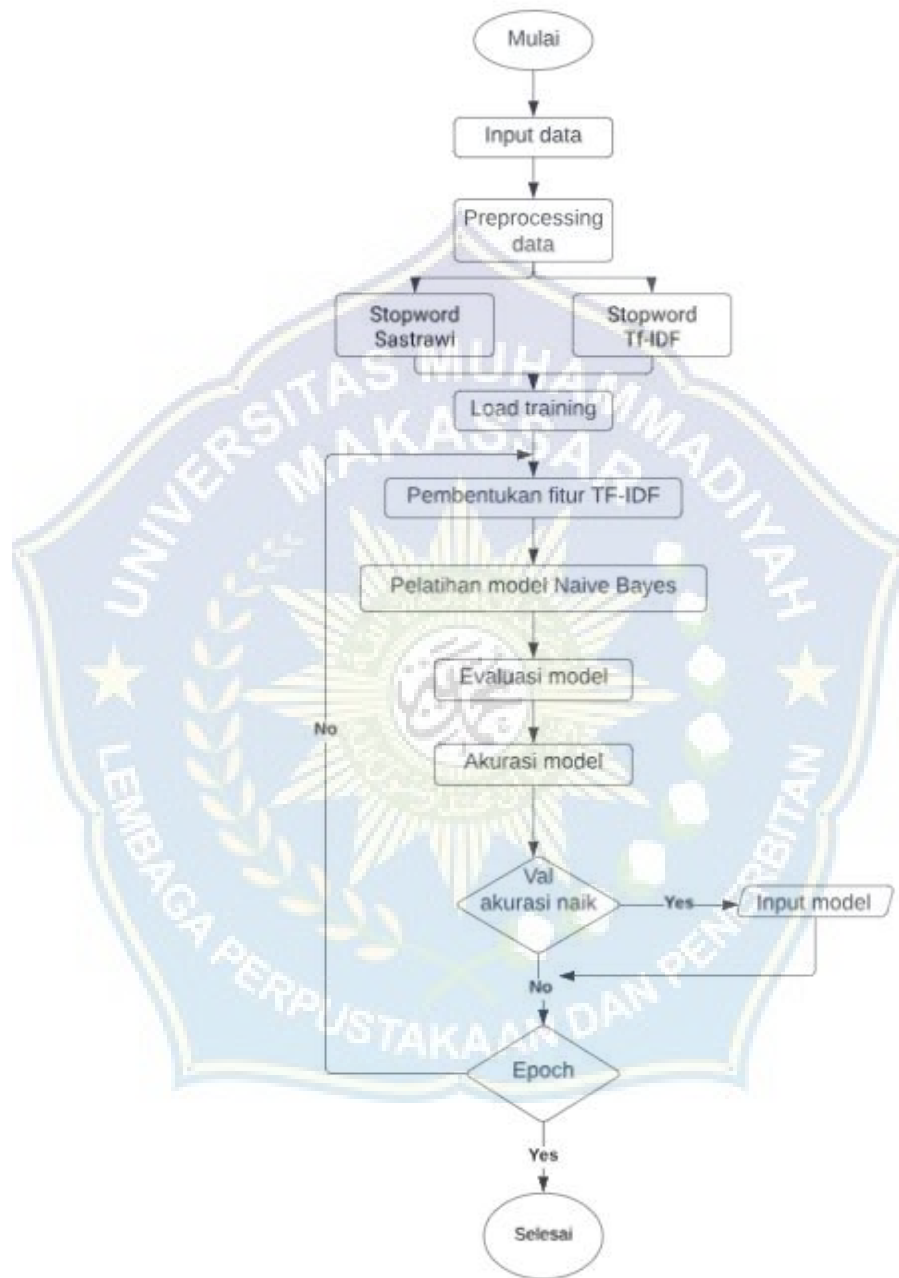 Mulai
Input data
Preprocessing
data
Stopword
Sastrawi
Stopword
Tf-IDF
Load training
Pembentukan fitur TF-IDF
Pelatihan model Naive Bayes
Evaluasi model
Akurasi model
Val
akurasi naik
Yes
Input model
No
No
Epoch
Yes
Selesai
UNIVERSITAS MUHAMMADIYAH
MAKASSAR
LEMBAGA PERPUSTAKAAN DAN PENERBITAN